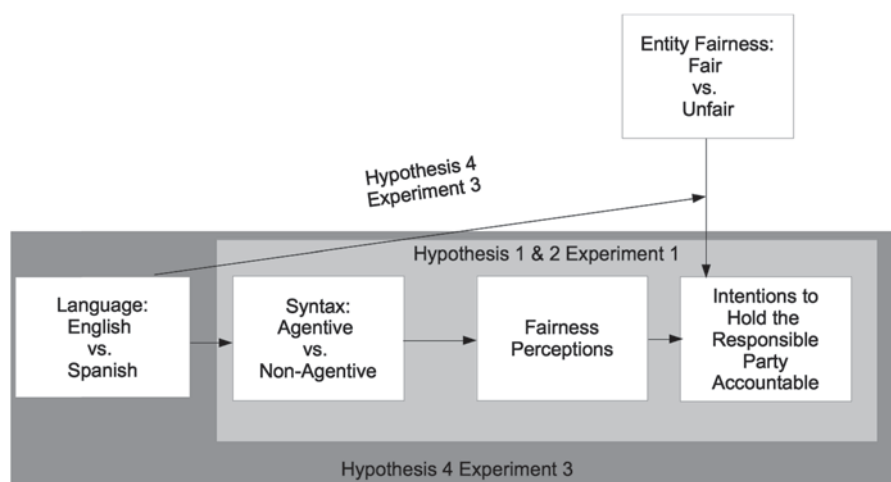 Entity Fairness:
Fair
vs.
Unfair
Hypothesis 4
Experiment 3
Hypothesis 1 & 2 Experiment 1
Language:
English
vs.
Spanish
Syntax:
Agentive
vs.
Non-Agentive
Fairness
Perceptions
Intentions to
Hold the
Responsible
Party
Accountable
Hypothesis 4 Experiment 3